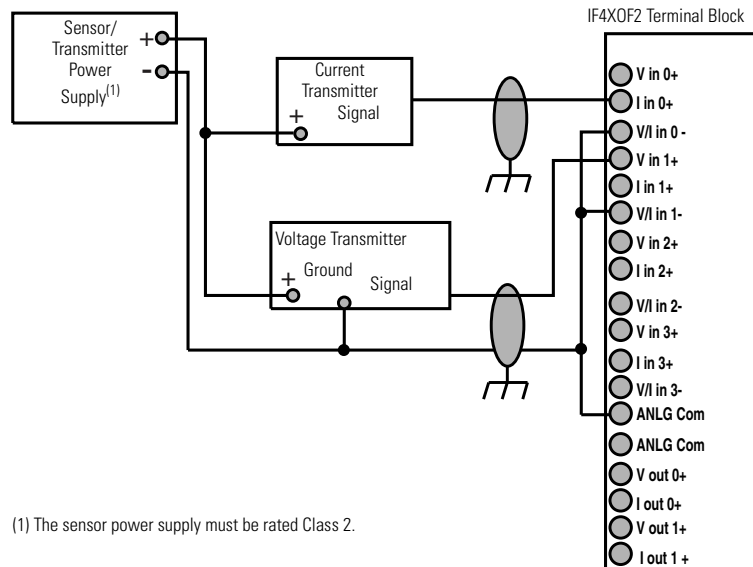 IF4XOF2 Terminal Block
Sensor/
Transmitter
Power
Supply(1)
+
-
Current
Transmitter
Signal
+
Voltage Transmitter
Ground
Signal
+
V in 0+
I in 0+
V/I in 0 -
V in 1+
I in 1+
V/I in 1-
V in 2+
I in 2+
V/I in 2-
V in 3+
I in 3+
V/I in 3-
ANLG Com
ANLG Com
V out 0+
I out 0+
V out 1+
I out 1 +
(1) The sensor power supply must be rated Class 2.